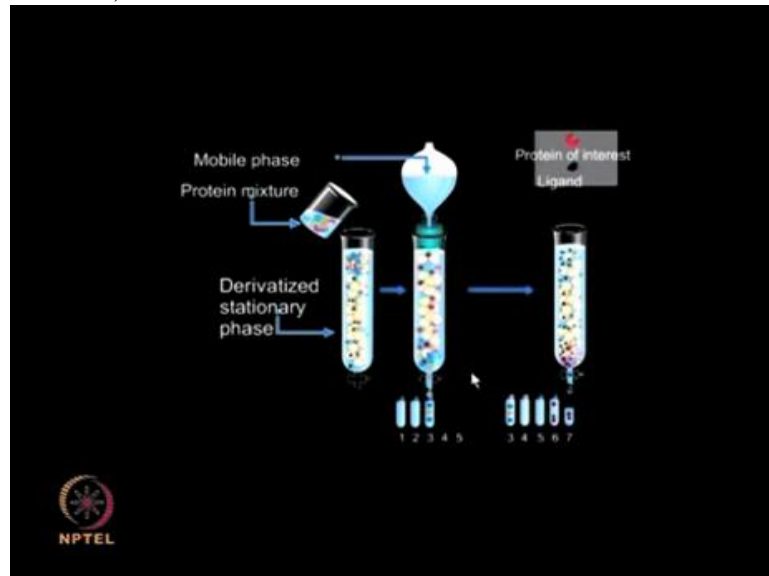 Mobile phase
Protein mixture
Derivatized
stationary
phase
Protein of interest
Ligand
1 2 3 4 5
3 4 5 6 7
NPTEL